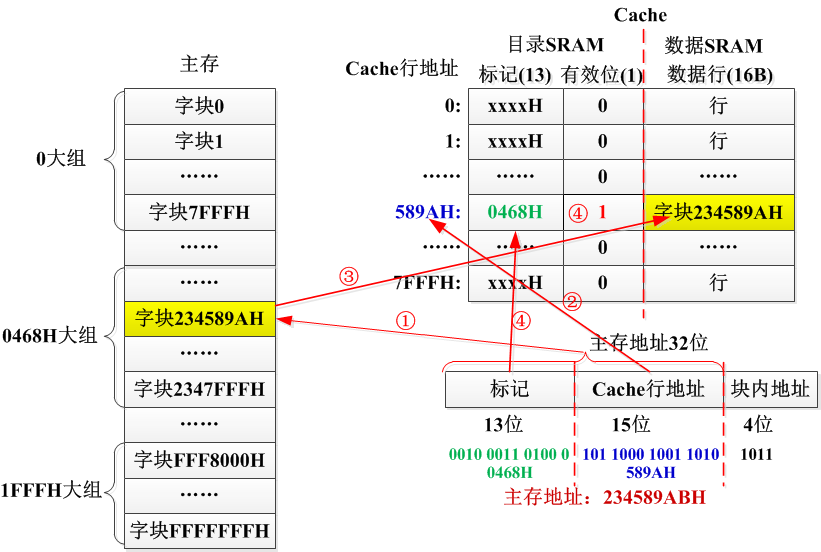 Cache
主存
目录SRAM
数据SRAM
Cache行地址
标记(13)
有效位(1)
数据行(16B)
0大组
字块0
字块1
······
字块7FFFH
······
0468H大组
······
字块234589AH
······
字块2347FFFH
······
1FFFH大组
字块FFF8000H
······
字块FFFFFFFH
0:
xxxxH
0
行
1:
xxxxH
0
行
······
······
0
······
589AH:
0468H
④
1
字块234589AH
······
······
0
······
7FFFH:
xxxxH
0
行
③
②
①
④
主存地址32位
标记
Cache行地址
块内地址
13位
15位
4位
0010 0011 0100 0
101 1000 1001 1010
1011
0468H
589AH
主存地址：234589ABH